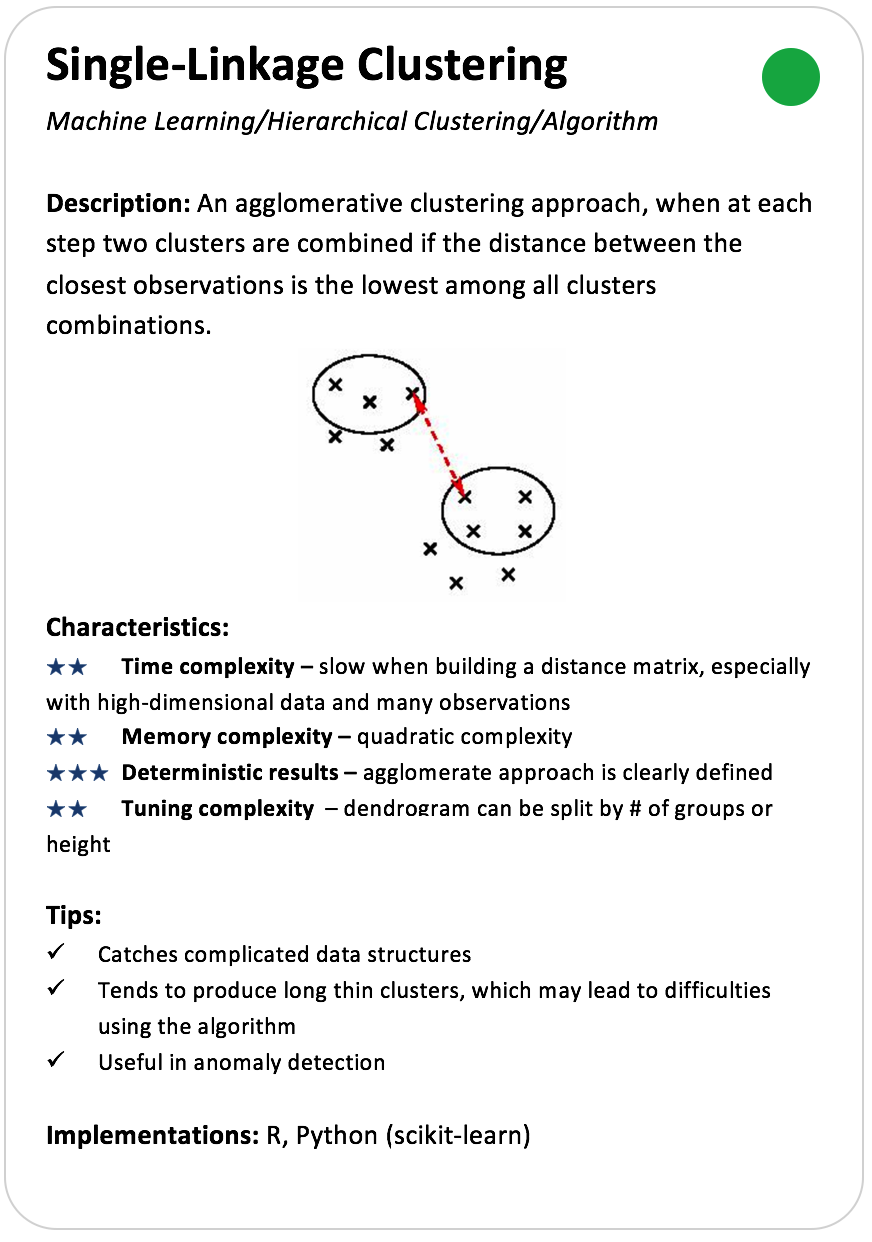 Single-Linkage Clustering
Machine Learning/Hierarchical Clustering/Algorithm
Description: An agglomerative clustering approach, when at each
step two clusters are combined if the distance between the
closest observations is the lowest among all clusters
combinations.
Characteristics:
★★ Time complexity – slow when building a distance matrix, especially
with high-dimensional data and many observations
★★ Memory complexity – quadratic complexity
★★★ Deterministic results – agglomerate approach is clearly defined
★★ Tuning complexity – dendrogram can be split by # of groups or
height
Tips:
✓ Catches complicated data structures
✓ Tends to produce long thin clusters, which may lead to difficulties
using the algorithm
✓ Useful in anomaly detection
Implementations: R, Python (scikit-learn)